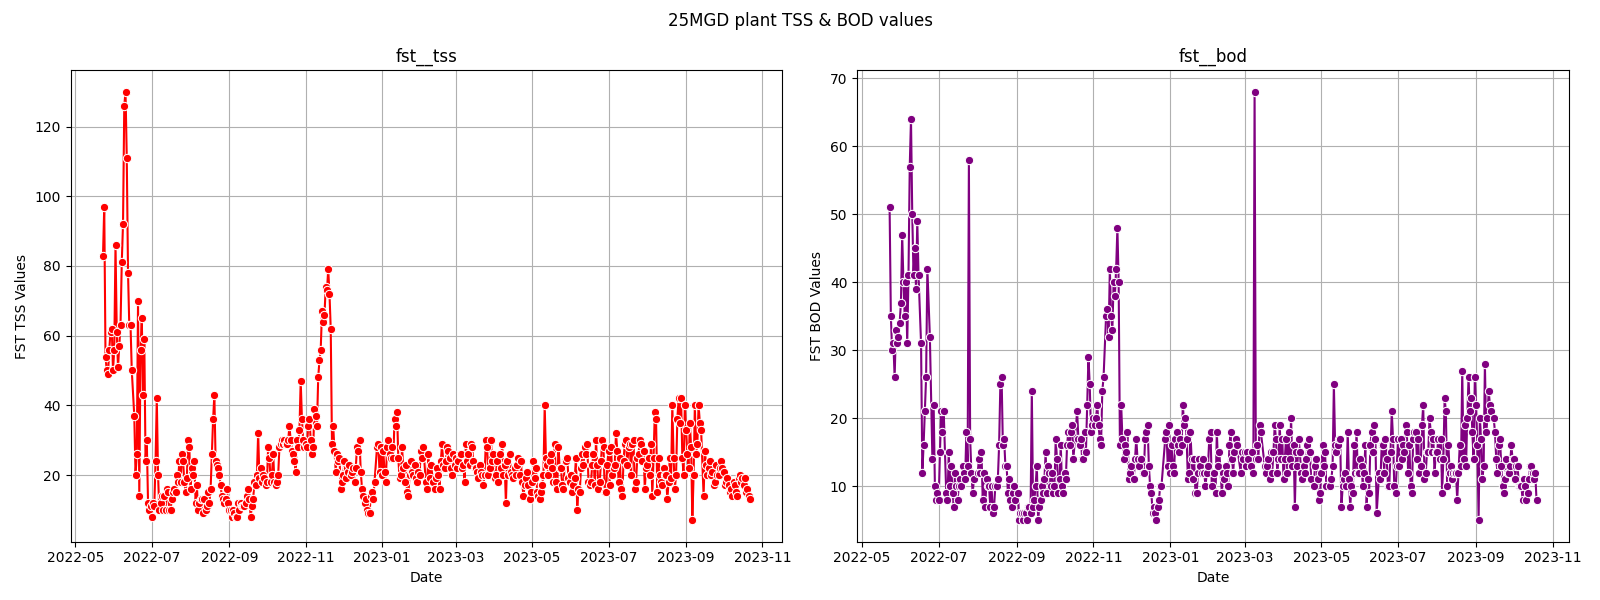 25MGD plant TSS & BOD values
fst__tss
FST TSS Values
120
100
80
60
40
20
2022-05 2022-07 2022-09 2022-11 2023-01 2023-03 2023-05 2023-07 2023-09 2023-11
Date
fst__bod
FST BOD Values
70
60
50
40
30
20
10
2022-05 2022-07 2022-09 2022-11 2023-01 2023-03 2023-05 2023-07 2023-09 2023-11
Date